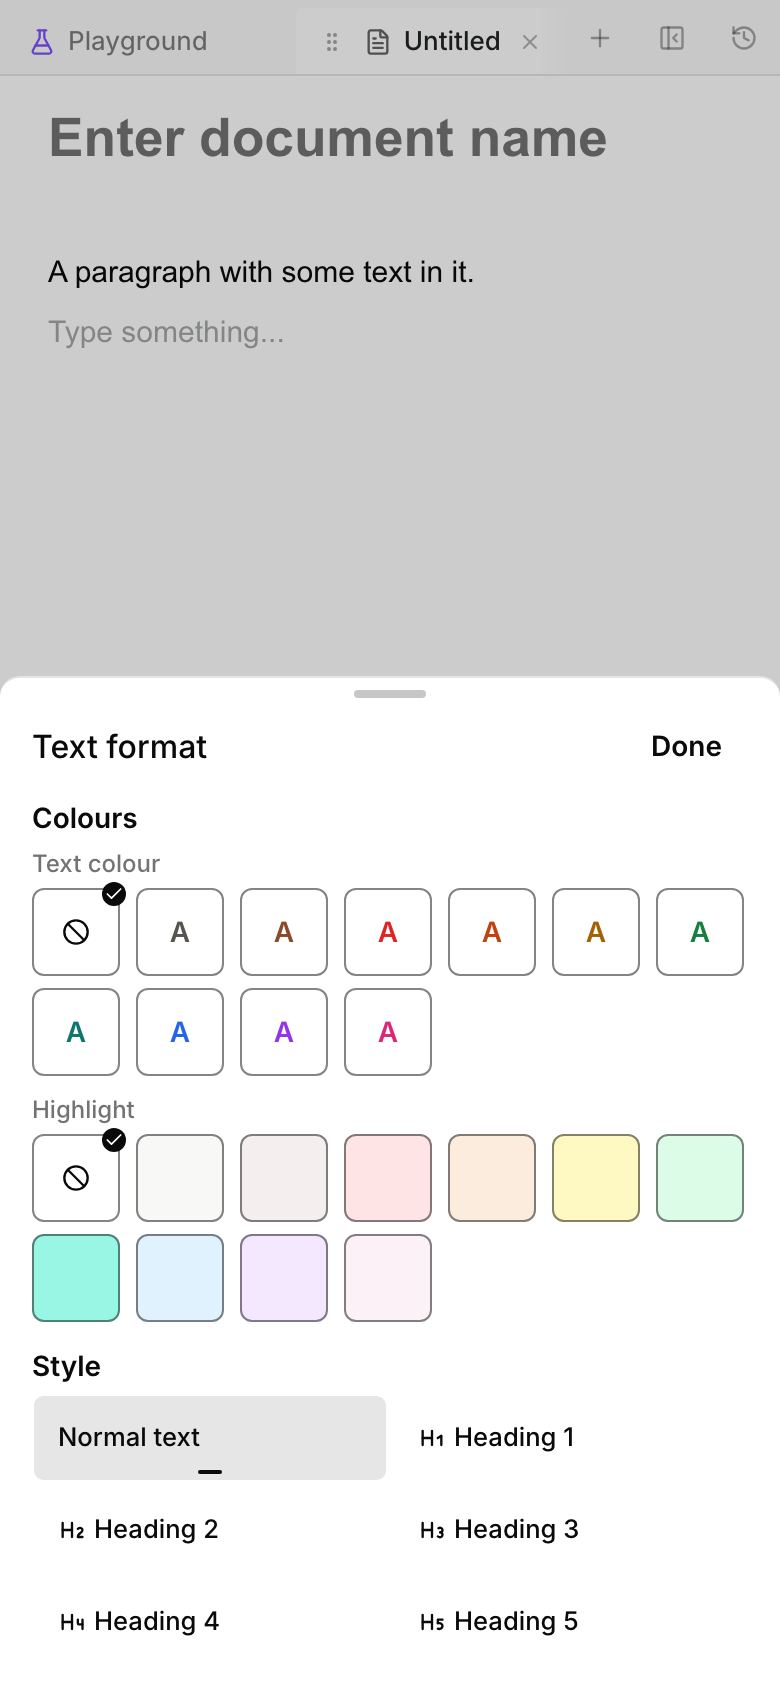 Playground
Untitled
Enter document name
A paragraph with some text in it.
Type something...
Text format
Done
Colours
Text colour
A A A A A A
A A A A
Highlight
Style
Normal text
H1 Heading 1
H2 Heading 2
H3 Heading 3
H4 Heading 4
H5 Heading 5